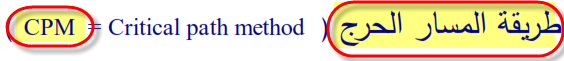 طريقة المسار الحرج ( CPM = Critical path method )